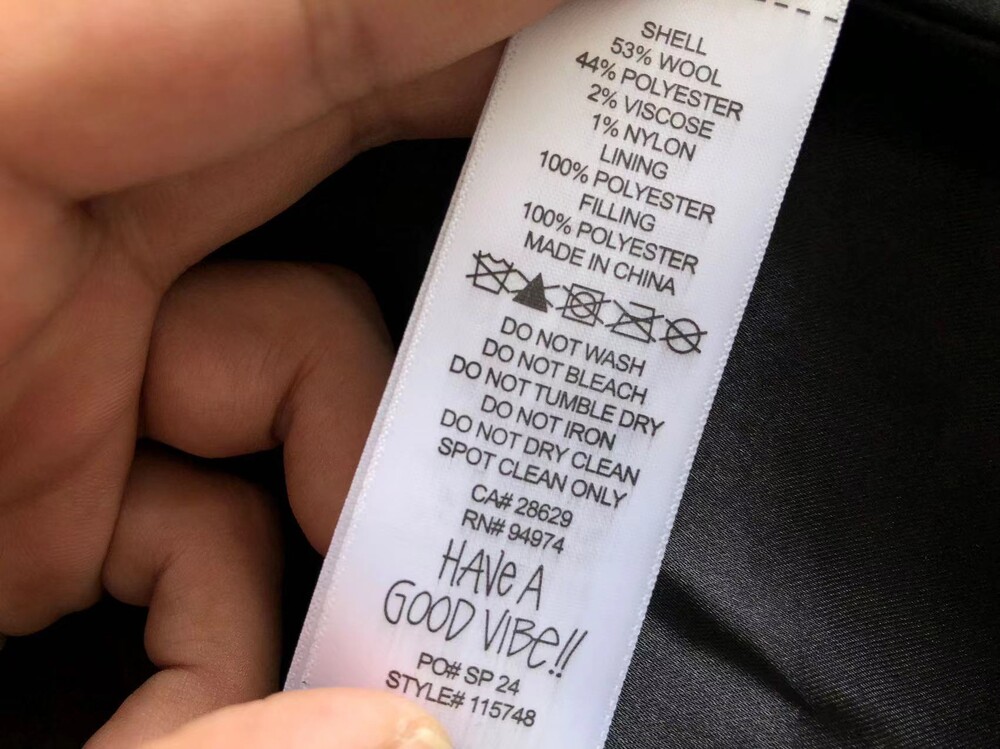 SHELL
53% WOOL
44% POLYESTER
2% VISCOSE
1% NYLON
LINING
100% POLYESTER
FILLING
100% POLYESTER
MADE IN CHINA
DO NOT WASH
DO NOT BLEACH
DO NOT TUMBLE DRY
DO NOT IRON
DO NOT DRY CLEAN
SPOT CLEAN ONLY
CA# 28629
RN# 94974
HAVe A
GOOD VIBe!!
PO# SP 24
STYLE# 115748